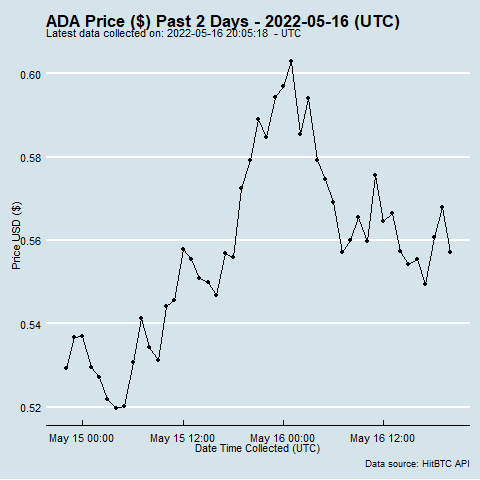 ADA Price ($) Past 2 Days - 2022-05-16 (UTC)
Latest data collected on: 2022-05-16 20:05:18 - UTC
0.60
0.58
0.56
0.54
0.52
Price USD ($)
May 15 00:00 May 15 12:00 May 16 00:00 May 16 12:00
Date Time Collected (UTC)
Data source: HitBTC API